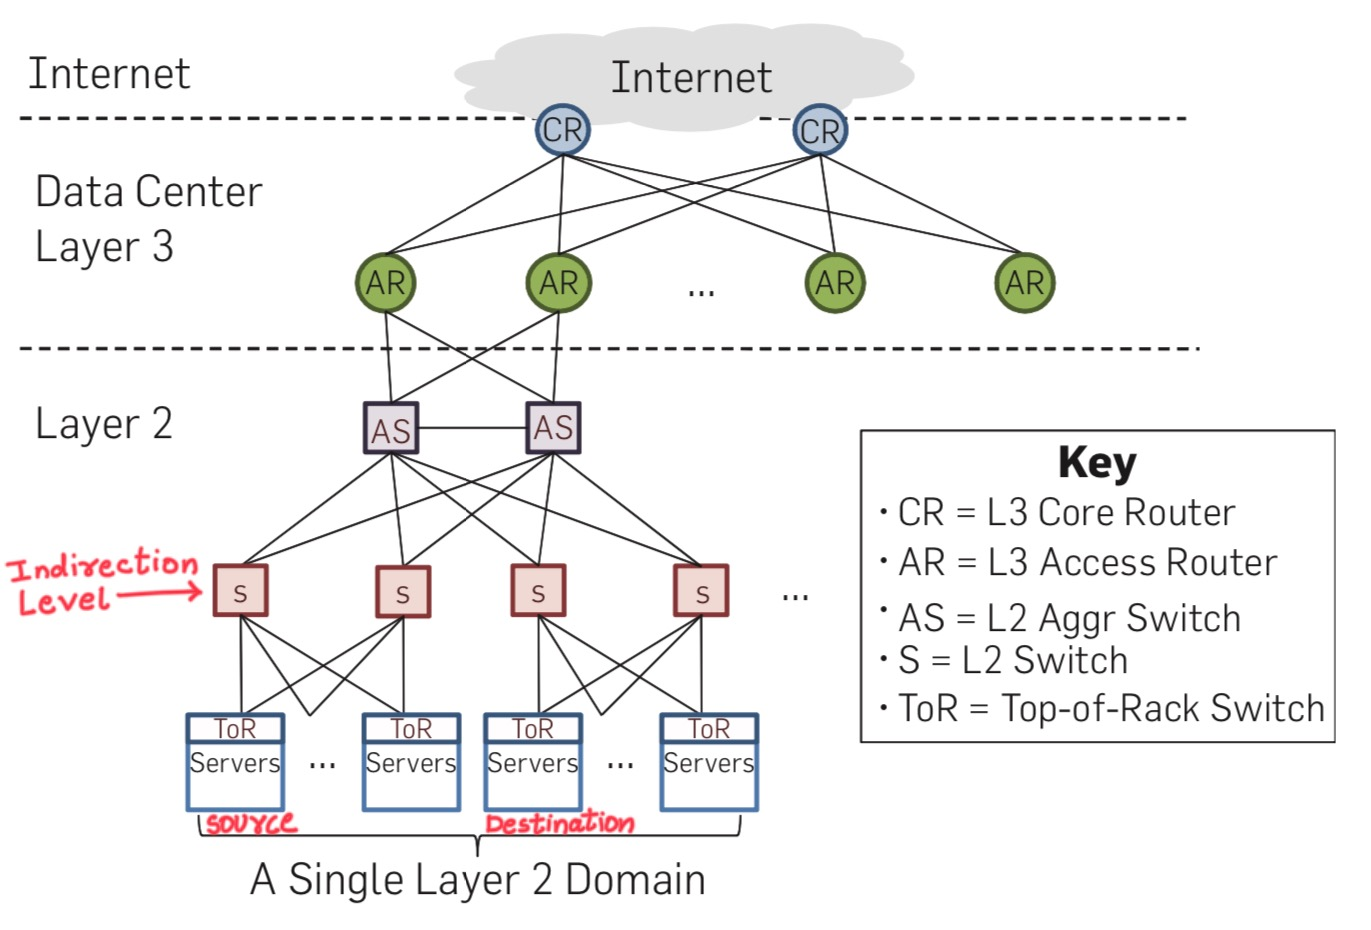 Internet
Internet
CR
CR
Data Center
Layer 3
AR
AR
...
AR
AR
Layer 2
AS
AS
Key
· CR = L3 Core Router
· AR = L3 Access Router
· AS = L2 Aggr Switch
· S = L2 Switch
· ToR = Top-of-Rack Switch
Indirection
Level
s
s
s
s
...
ToR
ToR
ToR
ToR
Servers
...
Servers
Servers
...
Servers
source
Destination
A Single Layer 2 Domain